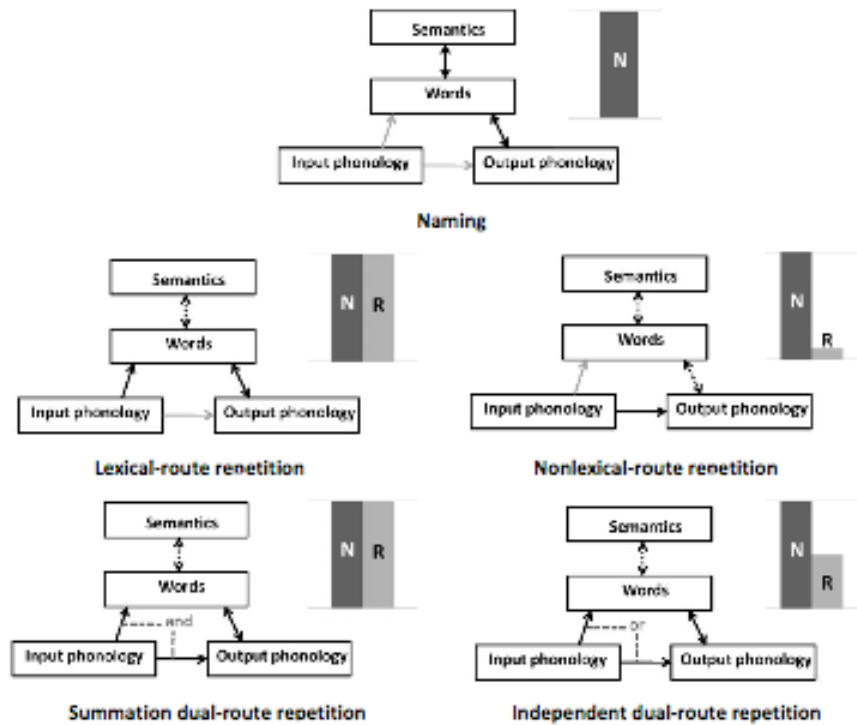 Semantics
N
Words
Input phonology
Output phonology
Naming
Semantics
N R
Words
Input phonology
Output phonology
Lexical-route repetition
Semantics
N
R
Words
Input phonology
Output phonology
Nonlexical-route repetition
Semantics
N R
Words
and
Input phonology
Output phonology
Summation dual-route repetition
Semantics
N
R
Words
or
Input phonology
Output phonology
Independent dual-route repetition